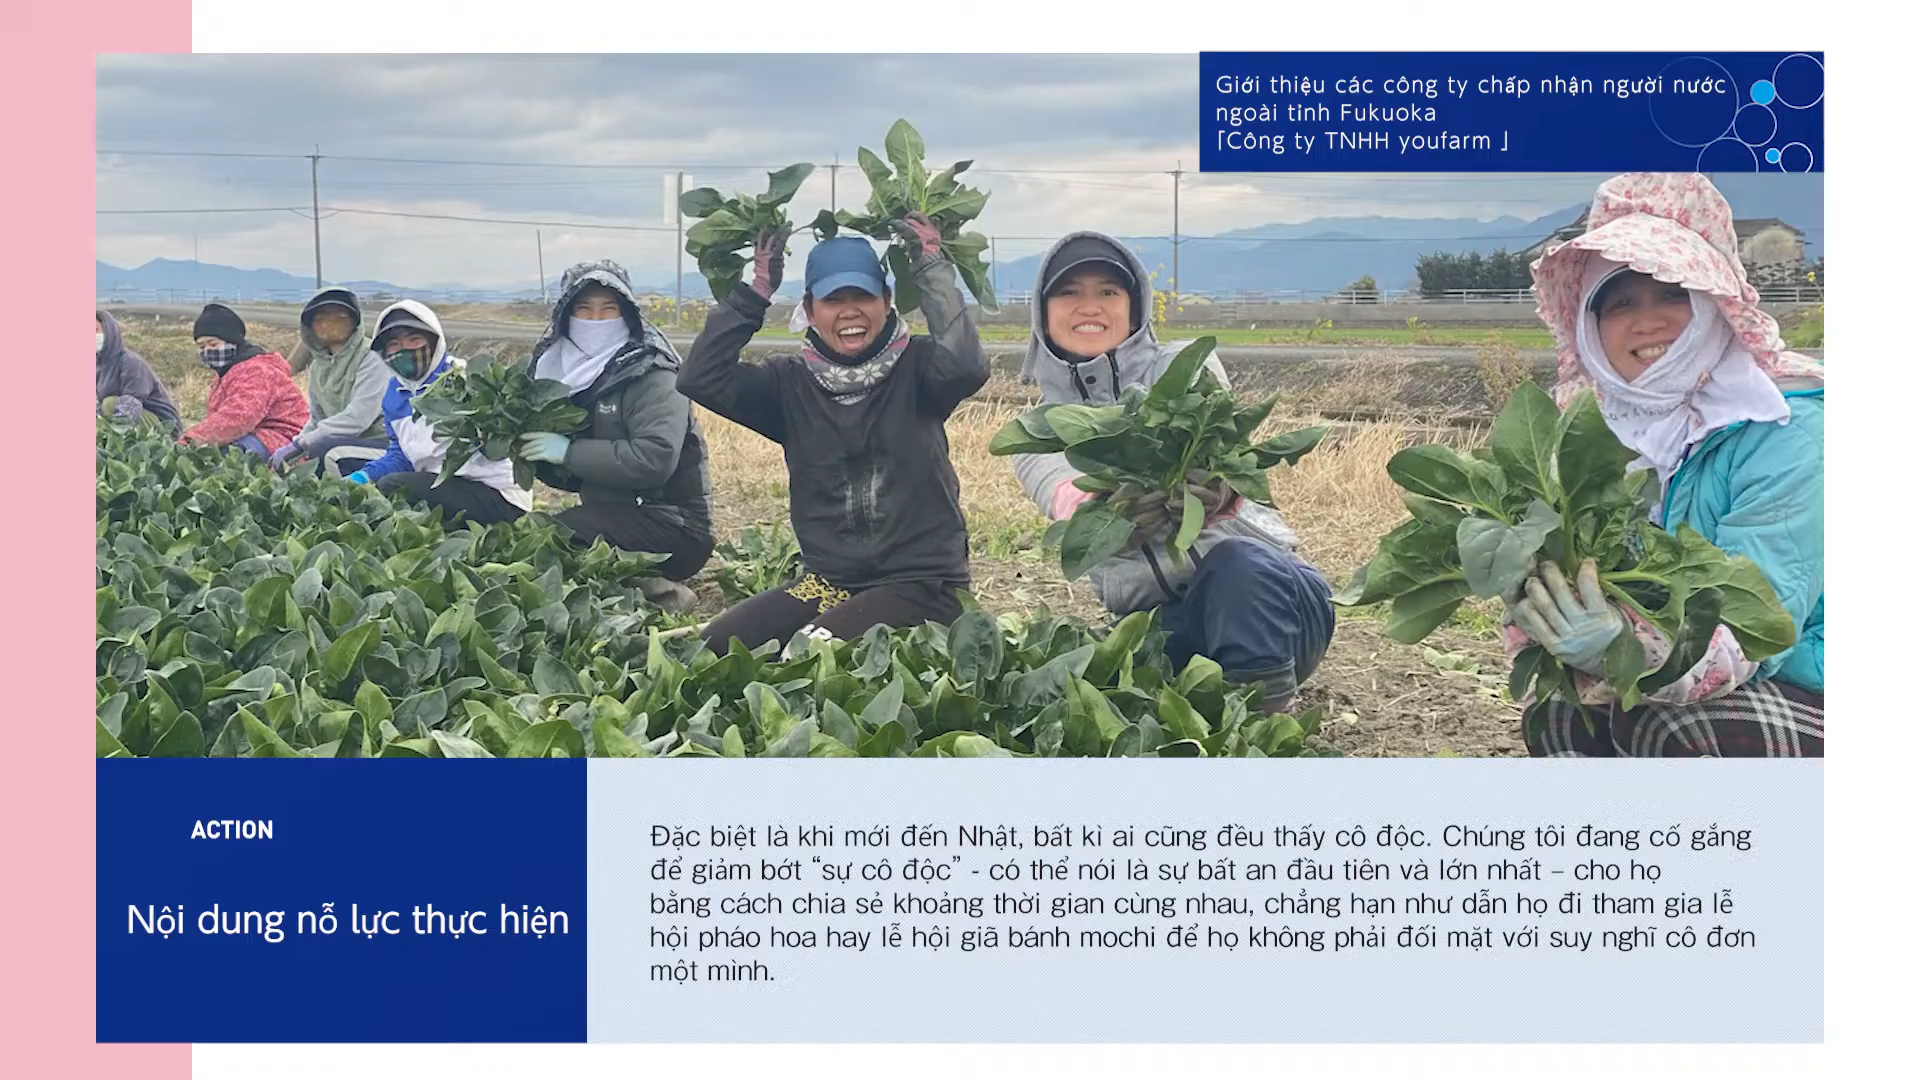 Giới thiệu các công ty chấp nhận người nước
ngoài tỉnh Fukuoka
「Công ty TNHH youfarm 」
ACTION
Nội dung nỗ lực thực hiện
Đặc biệt là khi mới đến Nhật, bất kì ai cũng đều thấy cô độc. Chúng tôi đang cố gắng
để giảm bớt “sự cô độc” - có thể nói là sự bất an đầu tiên và lớn nhất – cho họ
bằng cách chia sẻ khoảng thời gian cùng nhau, chẳng hạn như dẫn họ đi tham gia lễ
hội pháo hoa hay lễ hội giã bánh mochi để họ không phải đối mặt với suy nghĩ cô đơn
một mình.